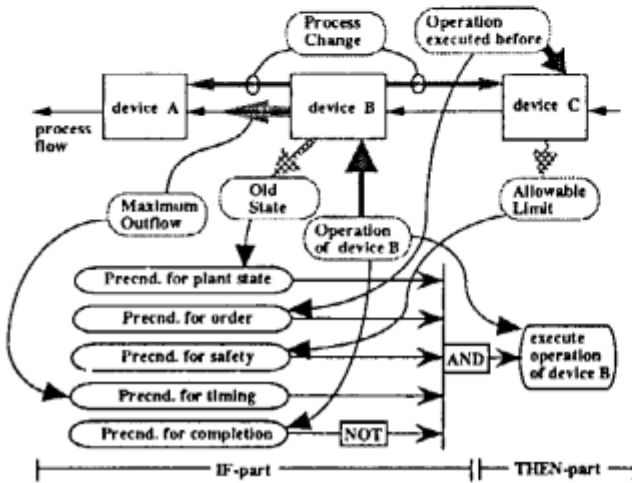 Process
Change
Operation
executed before
device A
device B
device C
process
flow
Maximum
Outflow
Old
State
Operation
of device B
Allowable
Limit
Precnd. for plant state
Precnd. for order
Precnd. for safety
Precnd. for timing
Precnd. for completion
NOT
AND
execute
operation
of device B
IF-part
THEN-part